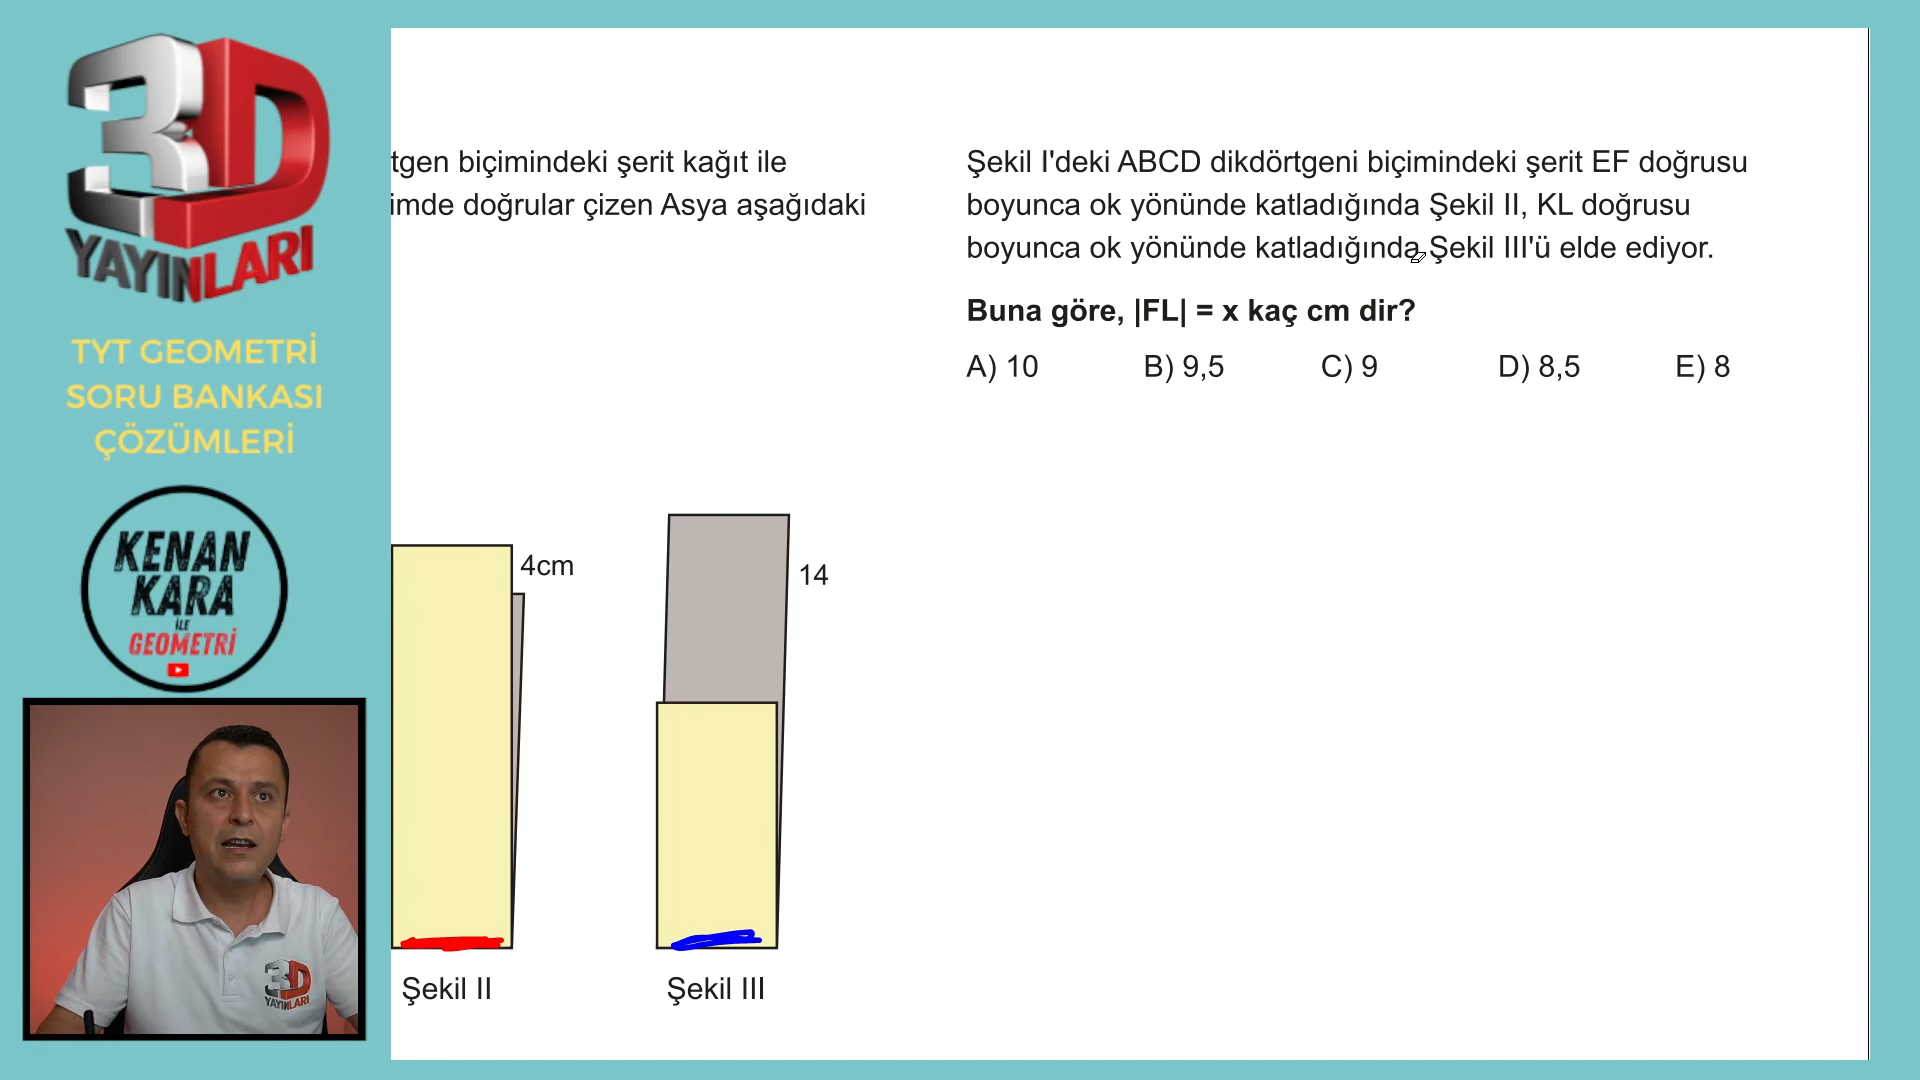 3D
YAYINLARI
TYT GEOMETRİ
SORU BANKASI
ÇÖZÜMLERİ
KENAN
KARA
İLE
GEOMETRİ
3D
YAYINLARI
tgen biçimindeki şerit kağıt ile
imde doğrular çizen Asya aşağıdaki
4cm
14
Şekil II
Şekil III
Şekil I'deki ABCD dikdörtgeni biçimindeki şerit EF doğrusu
boyunca ok yönünde katladığında Şekil II, KL doğrusu
boyunca ok yönünde katladığında Şekil III'ü elde ediyor.
Buna göre, |FL| = x kaç cm dir?
A) 10 B) 9,5 C) 9 D) 8,5 E) 8